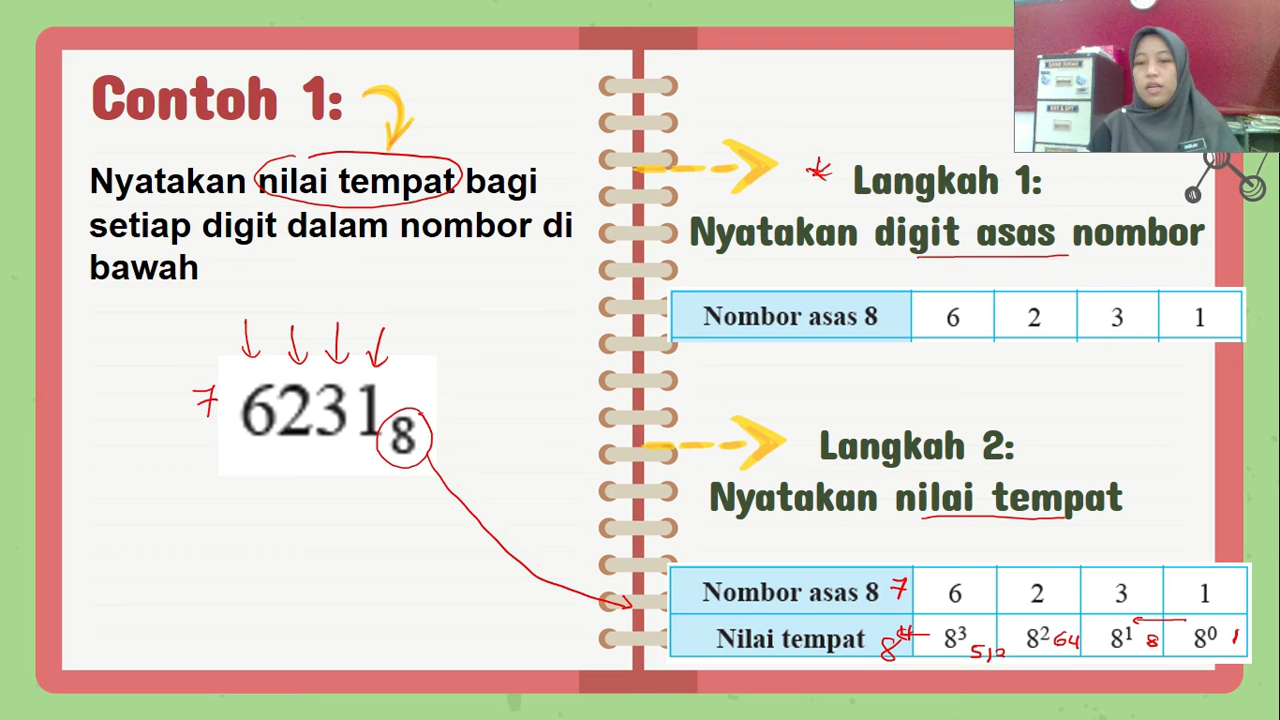 Contoh 1:
Nyatakan nilai tempat bagi
setiap digit dalam nombor di
bawah
7 6231₈
* Langkah 1:
Nyatakan digit asas nombor
Nombor asas 8 6 2 3 1
Langkah 2:
Nyatakan nilai tempat
Nombor asas 8 7 6 2 3 1
Nilai tempat 8⁴ 8³ 512 8² 64 8¹ 8 8⁰ 1